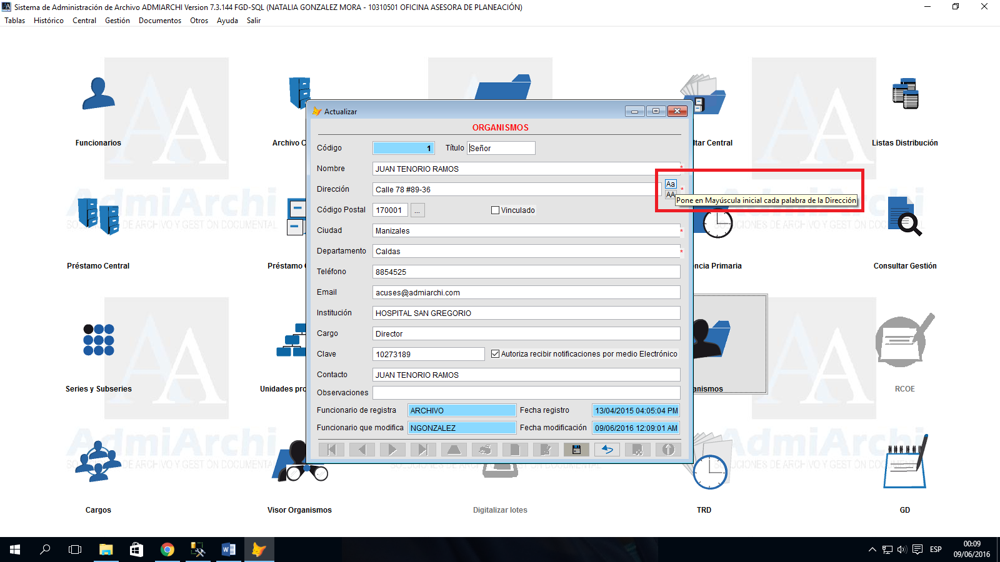 Sistema de Administración de Archivo ADMIARCHI Version 7.3.144 FGD-SQL (NATALIA GONZALEZ MORA - 10310501 OFICINA ASESORA DE PLANEACIÓN)
Tablas Histórico Central Gestión Documentos Otros Ayuda Salir
Funcionarios
Archivo C
ltar Central
Listas Distribución
Actualizar
ORGANISMOS
Código 1 Título Señor
Nombre JUAN TENORIO RAMOS *
Dirección Calle 78 #89-36 Aa *
AA
Pone en Mayúscula inicial cada palabra de la Dirección
Código Postal 170001 ... Vinculado
Ciudad Manizales *
Departamento Caldas *
Teléfono 8854525
Email acuses@admiarchi.com
Institución HOSPITAL SAN GREGORIO
Cargo Director
Clave 10273189 Autoriza recibir notificaciones por medio Electrónico
Contacto JUAN TENORIO RAMOS
Observaciones
Funcionario de registra ARCHIVO Fecha registro 13/04/2015 04:05:04 PM
Funcionario que modifica NGONZALEZ Fecha modificación 09/06/2016 12:09:01 AM
Préstamo Central
Préstamo
encia Primaria
Consultar Gestión
Series y Subseries
Unidades pro
anismos
RCOE
Cargos
Visor Organismos
Digitalizar lotes
TRD
GD
AdmiArchi
ESP
00:09
09/06/2016